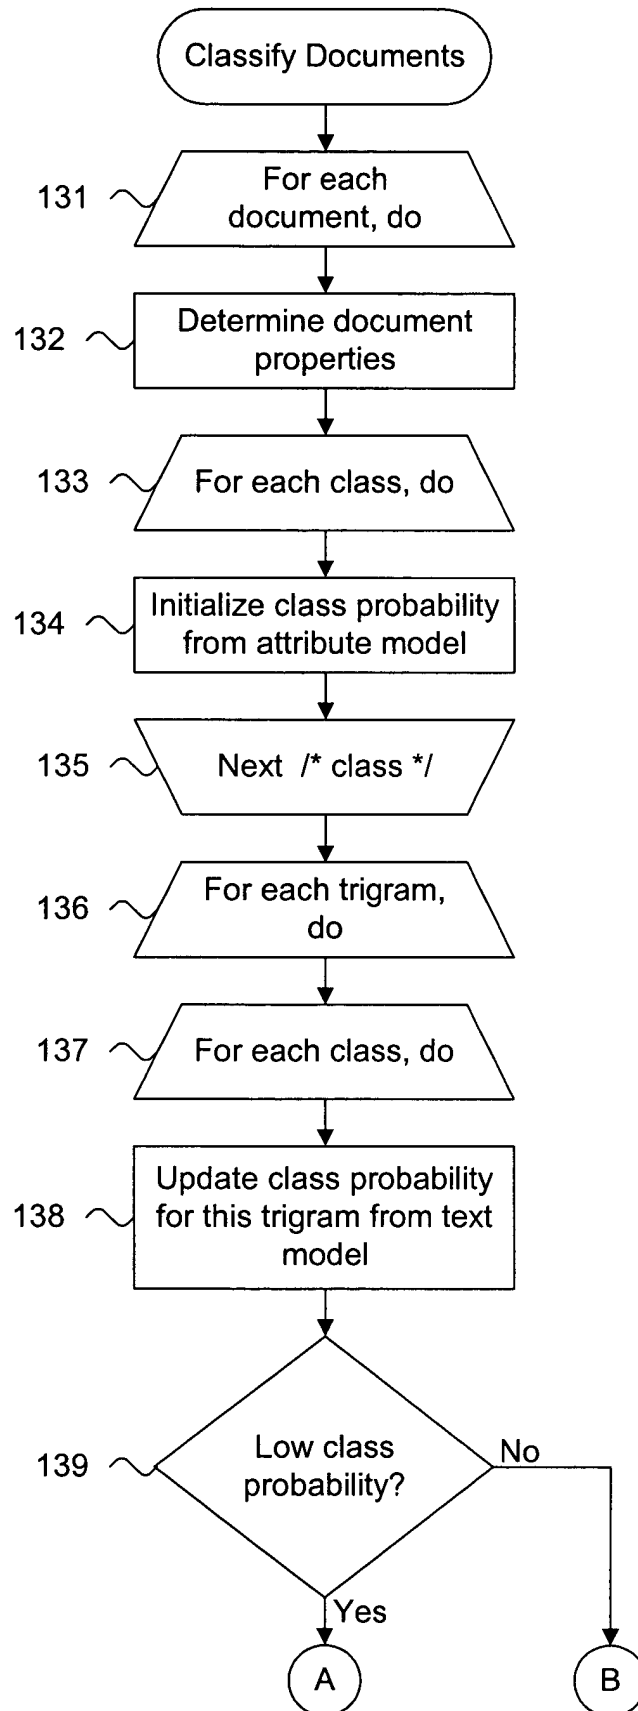 Classify Documents
131
For each
document, do
132
Determine document
properties
133
For each class, do
134
Initialize class probability
from attribute model
135
Next /* class */
136
For each trigram,
do
137
For each class, do
138
Update class probability
for this trigram from text
model
139
Low class
probability?
No
Yes
A
B